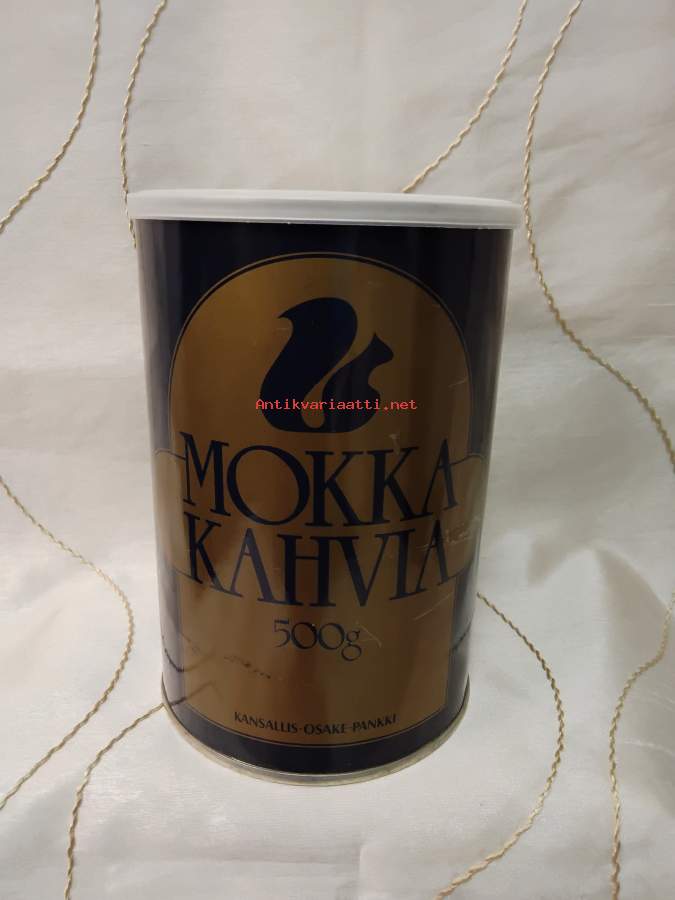 Antikvariaatti.net
MOKKA
KAHVIA
500g
KANSALLIS-OSAKE-PANKKI